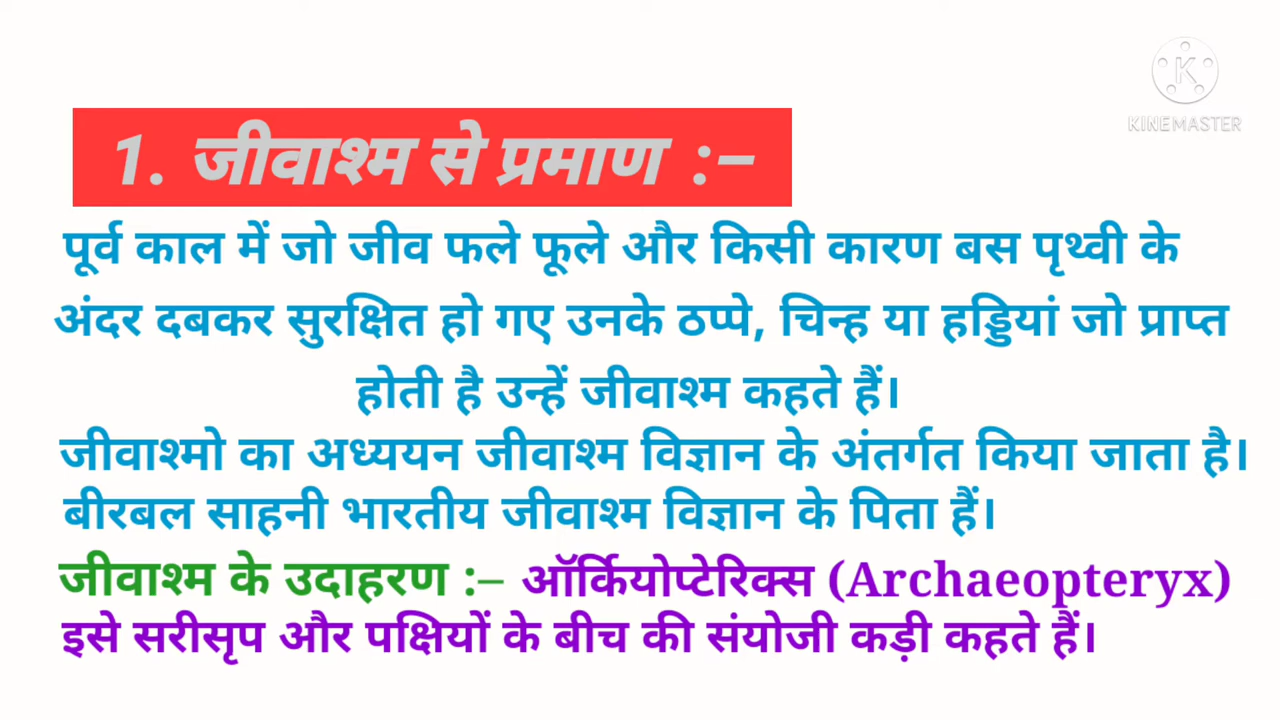 KINEMASTER
1. जीवाश्म से प्रमाण :–
पूर्व काल में जो जीव फले फूले और किसी कारण बस पृथ्वी के
अंदर दबकर सुरक्षित हो गए उनके ठप्पे, चिन्ह या हड्डियां जो प्राप्त
होती है उन्हें जीवाश्म कहते हैं।
जीवाश्मो का अध्ययन जीवाश्म विज्ञान के अंतर्गत किया जाता है।
बीरबल साहनी भारतीय जीवाश्म विज्ञान के पिता हैं।
जीवाश्म के उदाहरण :– ऑर्कियोप्टेरिक्स (Archaeopteryx)
इसे सरीसृप और पक्षियों के बीच की संयोजी कड़ी कहते हैं।